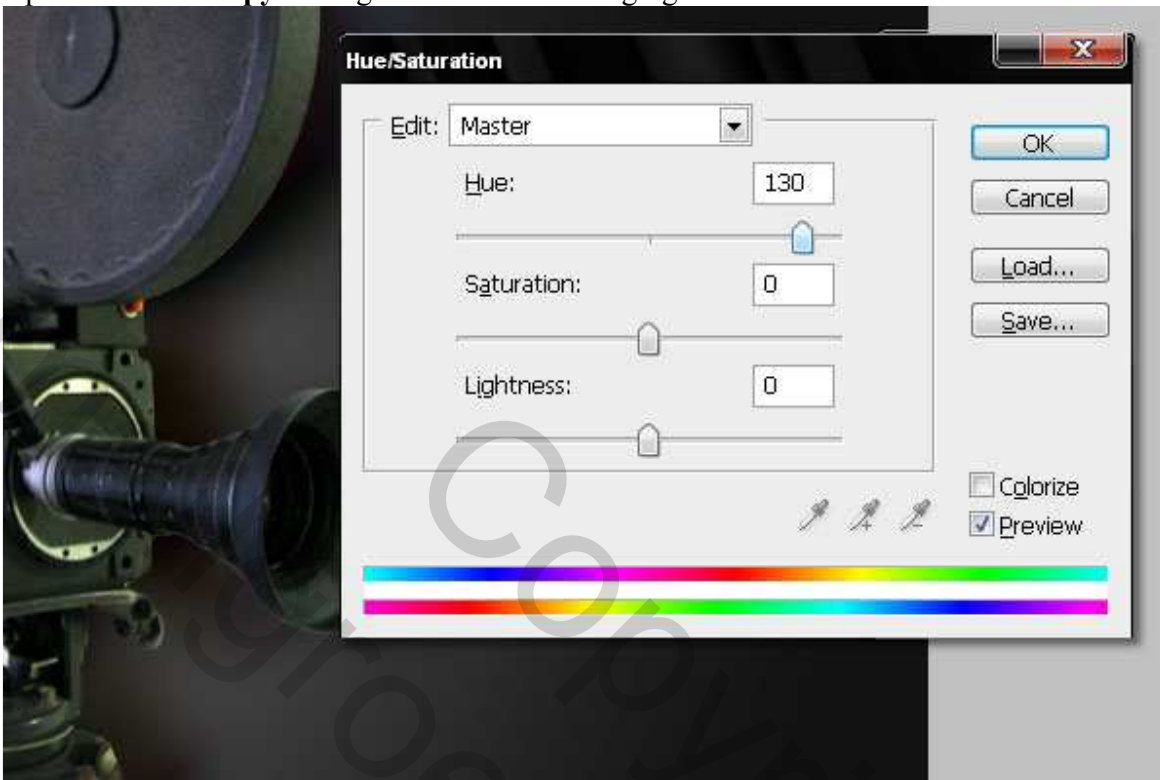 Hue/Saturation
Edit: Master
OK
Hue: 130
Cancel
Saturation: 0
Load...
Save...
Lightness: 0
Colorize
Preview